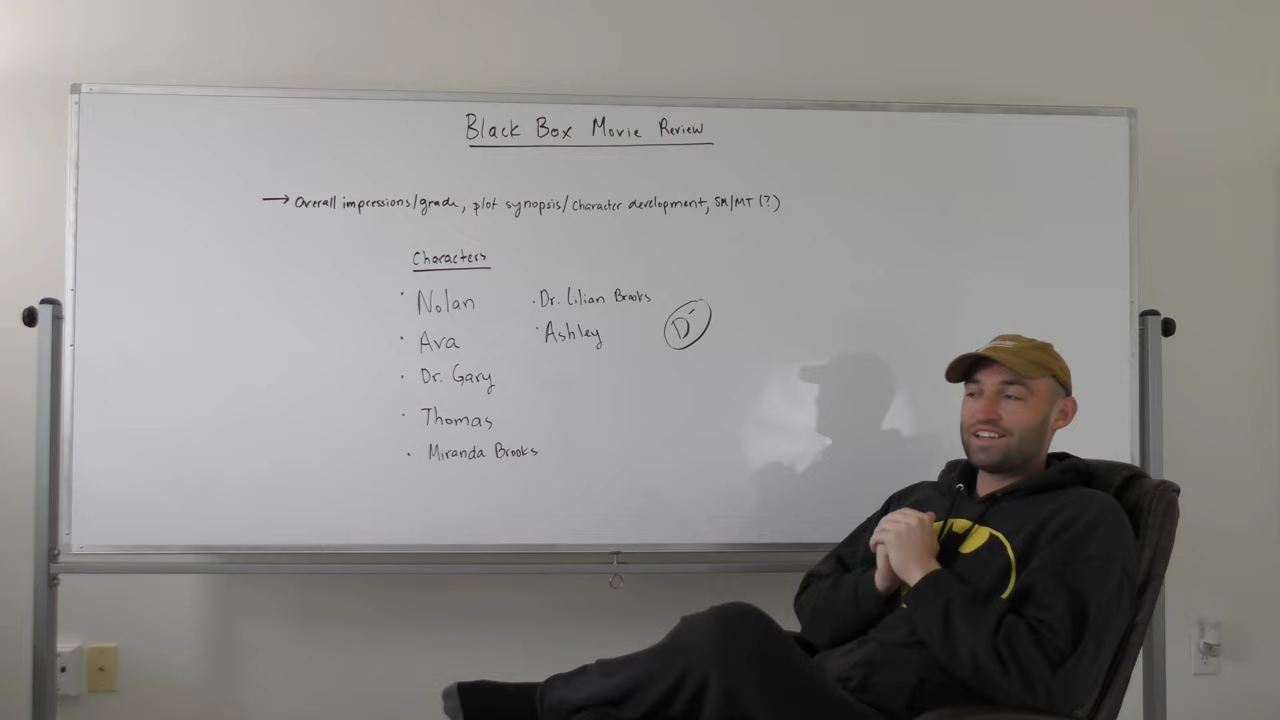 Black Box Movie Review
→ Overall impressions/grade, plot synopsis/character development, SM/MT (?)
Characters
· Nolan
· Ava
· Dr. Gary
· Thomas
· Miranda Brooks
· Dr. Lilian Brooks
· Ashley
D-